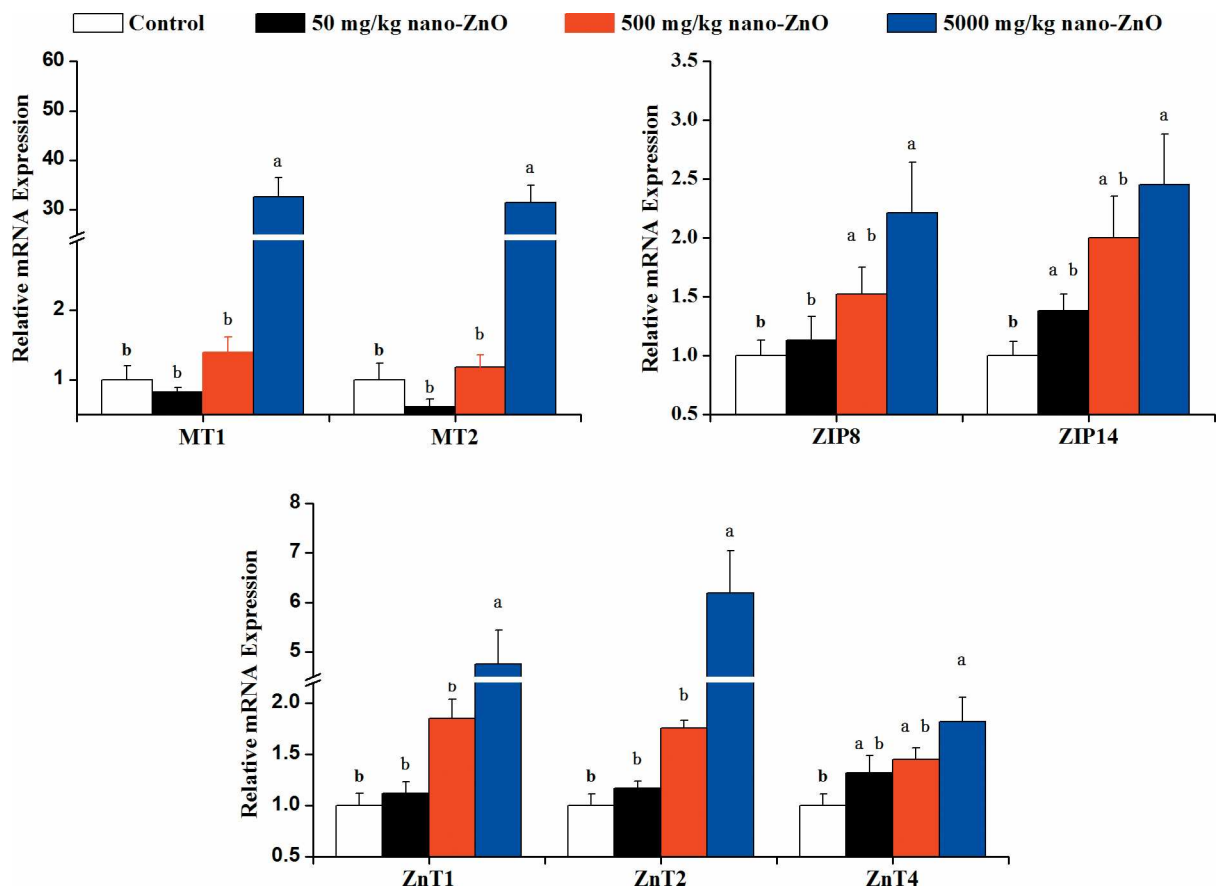 Control 50 mg/kg nano-ZnO 500 mg/kg nano-ZnO 5000 mg/kg nano-ZnO
Relative mRNA Expression
60
50
40
30
2
1
a
a
b
b
b
b
b
b
MT1 MT2
Relative mRNA Expression
3.5
3.0
2.5
2.0
1.5
1.0
0.5
b
b
a b
a
b
a b
a b
a
ZIP8 ZIP14
Relative mRNA Expression
8
7
6
5
2.0
1.5
1.0
0.5
b
b
b
a
b
b
b
a
b
a b
a b
a
ZnT1 ZnT2 ZnT4